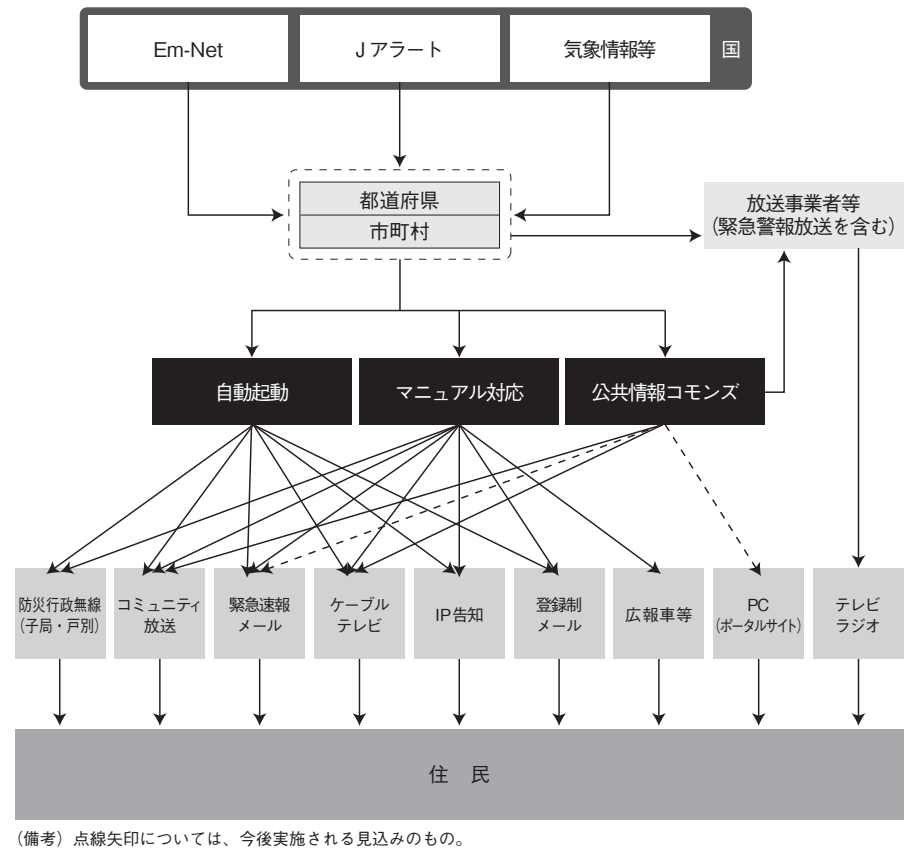 Em-Net
Jアラート
気象情報等
国
都道府県
市町村
放送事業者等
(緊急警報放送を含む)
自動起動
マニュアル対応
公共情報コモンズ
防災行政無線
(子局・戸別)
コミュニティ
放送
緊急速報
メール
ケーブル
テレビ
IP告知
登録制
メール
広報車等
PC
(ポータルサイト)
テレビ
ラジオ
住 民
(備考)点線矢印については、今後実施される見込みのもの。